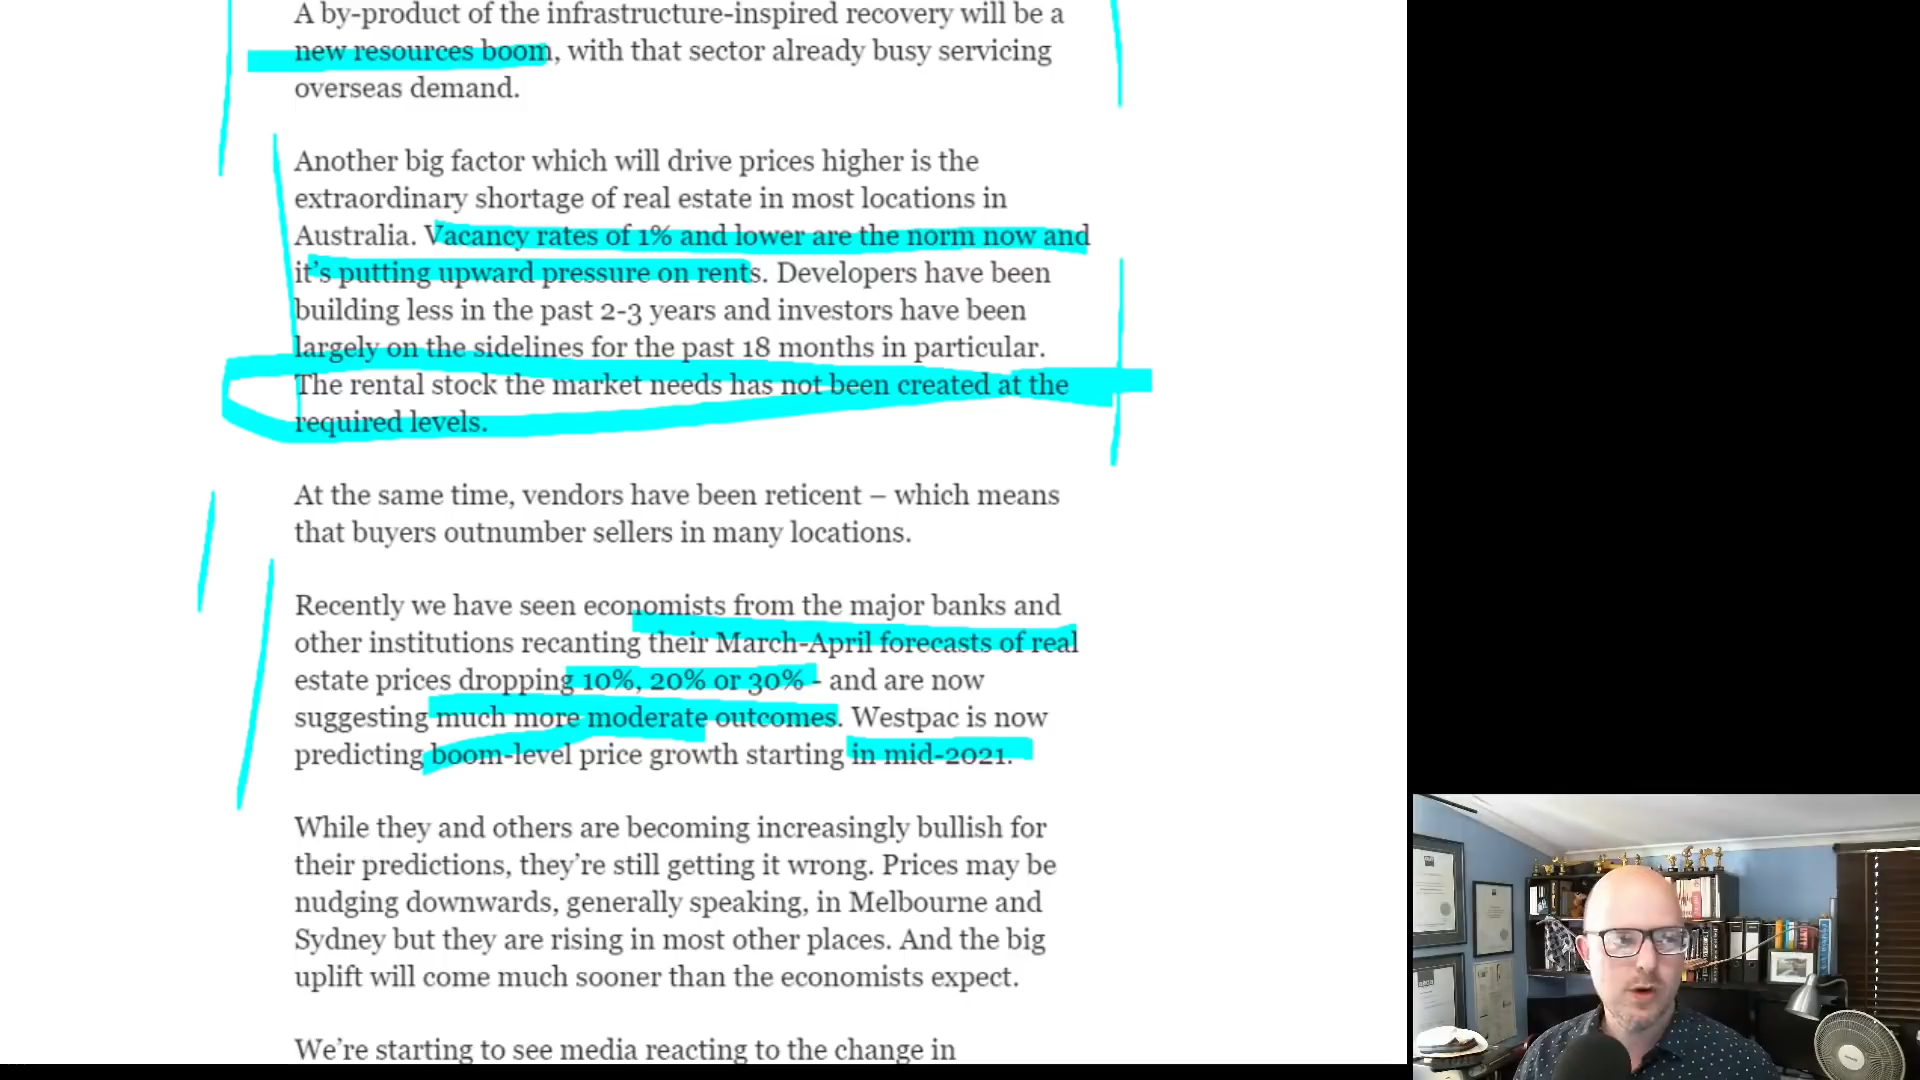 A by-product of the infrastructure-inspired recovery will be a
new resources boom, with that sector already busy servicing
overseas demand.
Another big factor which will drive prices higher is the
extraordinary shortage of real estate in most locations in
Australia. Vacancy rates of 1% and lower are the norm now and
it’s putting upward pressure on rents. Developers have been
building less in the past 2-3 years and investors have been
largely on the sidelines for the past 18 months in particular.
The rental stock the market needs has not been created at the
required levels.
At the same time, vendors have been reticent – which means
that buyers outnumber sellers in many locations.
Recently we have seen economists from the major banks and
other institutions recanting their March-April forecasts of real
estate prices dropping 10%, 20% or 30% - and are now
suggesting much more moderate outcomes. Westpac is now
predicting boom-level price growth starting in mid-2021.
While they and others are becoming increasingly bullish for
their predictions, they’re still getting it wrong. Prices may be
nudging downwards, generally speaking, in Melbourne and
Sydney but they are rising in most other places. And the big
uplift will come much sooner than the economists expect.
We’re starting to see media reacting to the change in